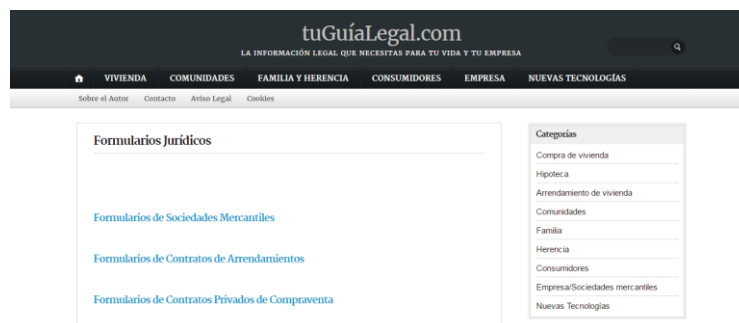 tuGuíaLegal.com
LA INFORMACIÓN LEGAL QUE NECESITAS PARA TU VIDA Y TU EMPRESA
VIVIENDA COMUNIDADES FAMILIA Y HERENCIA CONSUMIDORES EMPRESA NUEVAS TECNOLOGÍAS
Sobre el Autor Contacto Aviso Legal Cookies
Formularios Jurídicos
Formularios de Sociedades Mercantiles
Formularios de Contratos de Arrendamientos
Formularios de Contratos Privados de Compraventa
Categorías
Compra de vivienda
Hipoteca
Arrendamiento de vivienda
Comunidades
Familia
Herencia
Consumidores
Empresa/Sociedades mercantiles
Nuevas Tecnologías